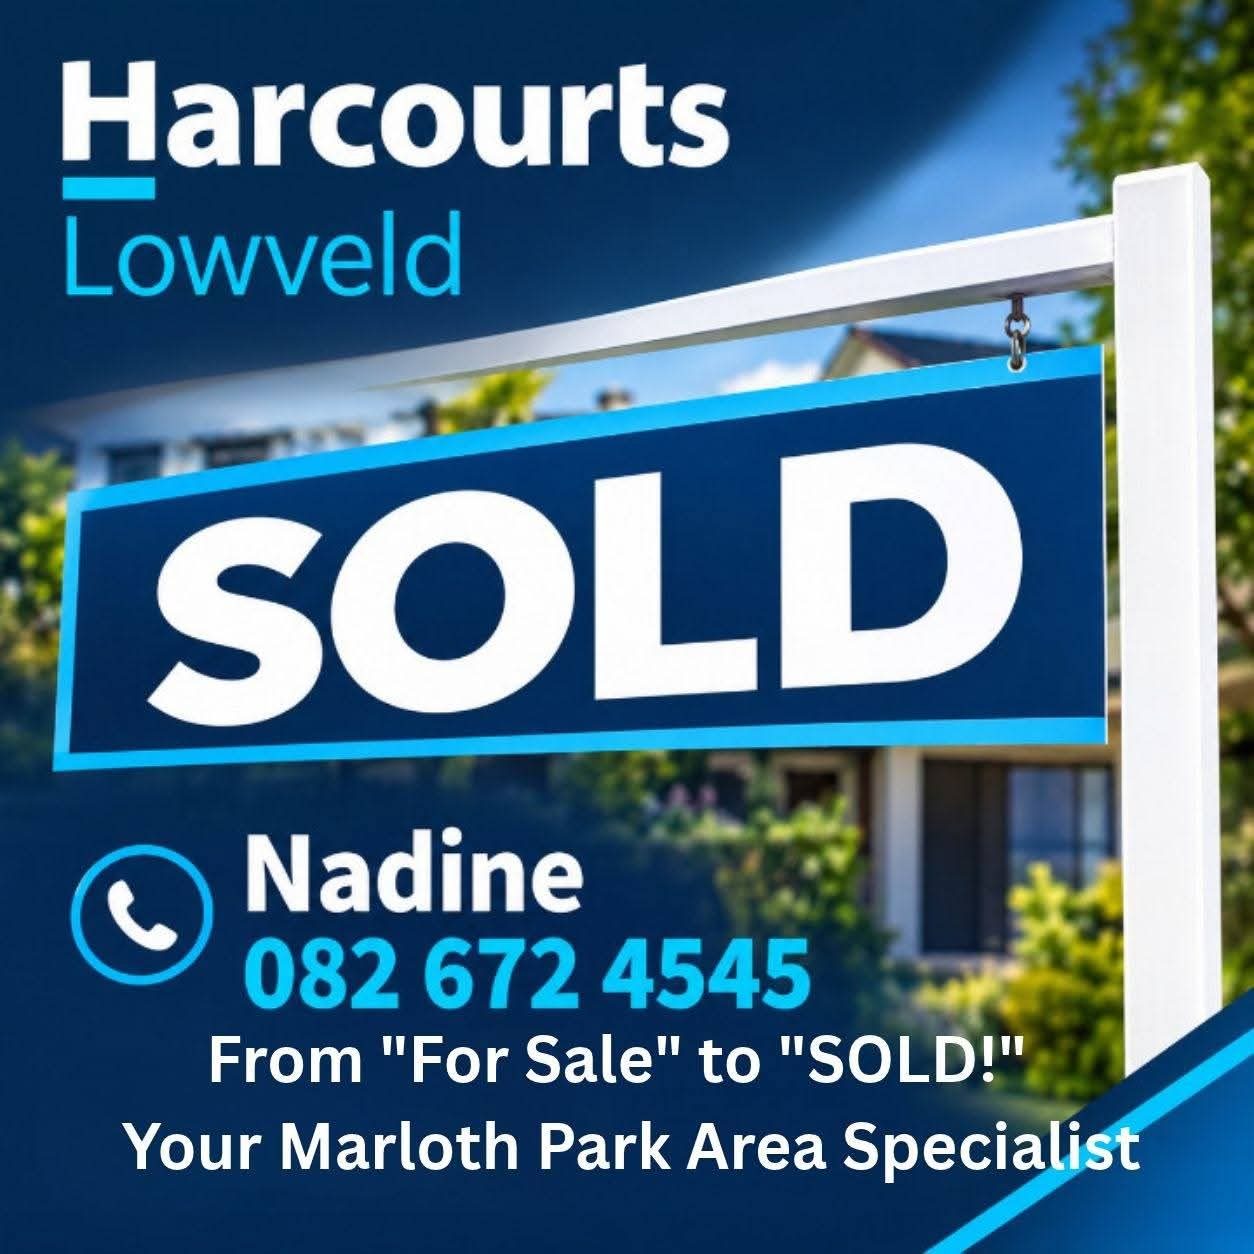 Harcourts
Lowveld
SOLD
Nadine
082 672 4545
From "For Sale" to "SOLD!"
Your Marloth Park Area Specialist